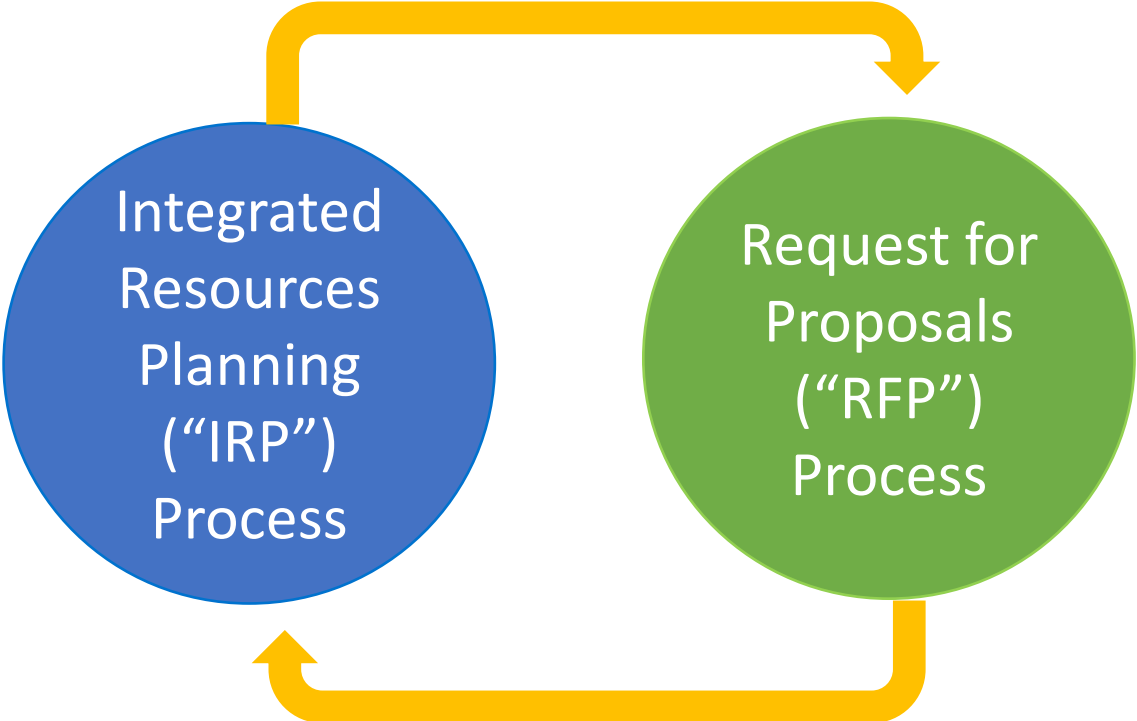 Integrated
Resources
Planning
(“IRP”)
Process
Request for
Proposals
(“RFP”)
Process